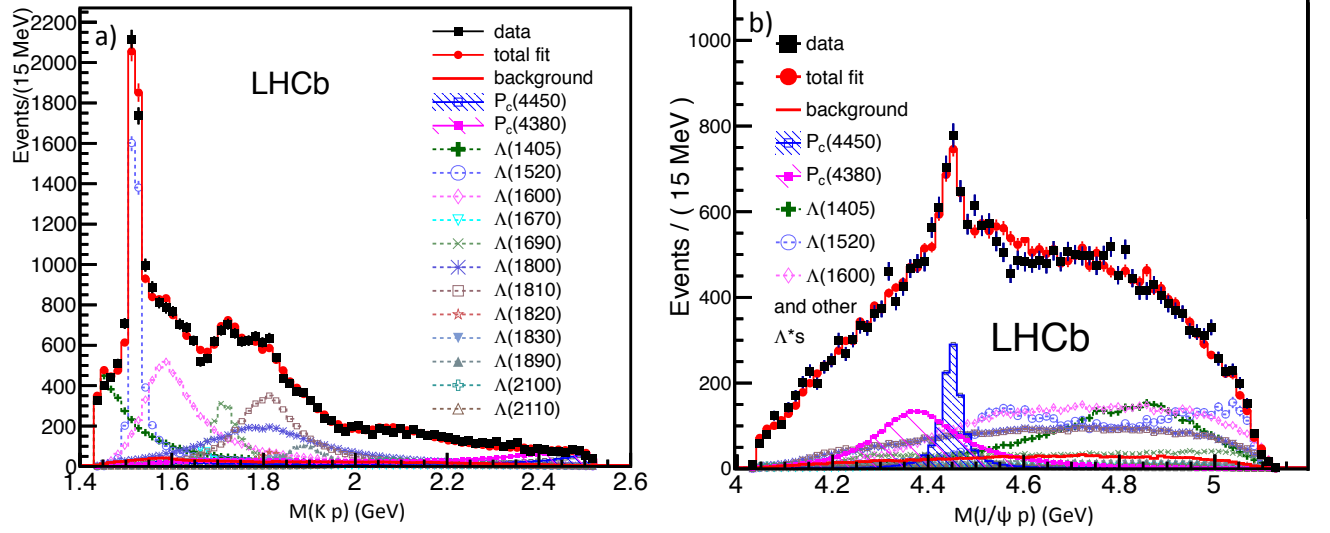 a)
LHCb
data
total fit
background
P_c(4450)
P_c(4380)
Λ(1405)
Λ(1520)
Λ(1600)
Λ(1670)
Λ(1690)
Λ(1800)
Λ(1810)
Λ(1820)
Λ(1830)
Λ(1890)
Λ(2100)
Λ(2110)
Events/(15 MeV)
2200
2000
1800
1600
1400
1200
1000
800
600
400
200
0
1.4 1.6 1.8 2 2.2 2.4 2.6
M(K p) (GeV)
b)
data
total fit
background
P_c(4450)
P_c(4380)
Λ(1405)
Λ(1520)
Λ(1600)
and other
Λ*s
LHCb
Events / ( 15 MeV)
1000
800
600
400
200
0
4 4.2 4.4 4.6 4.8 5
M(J/ψ p) (GeV)